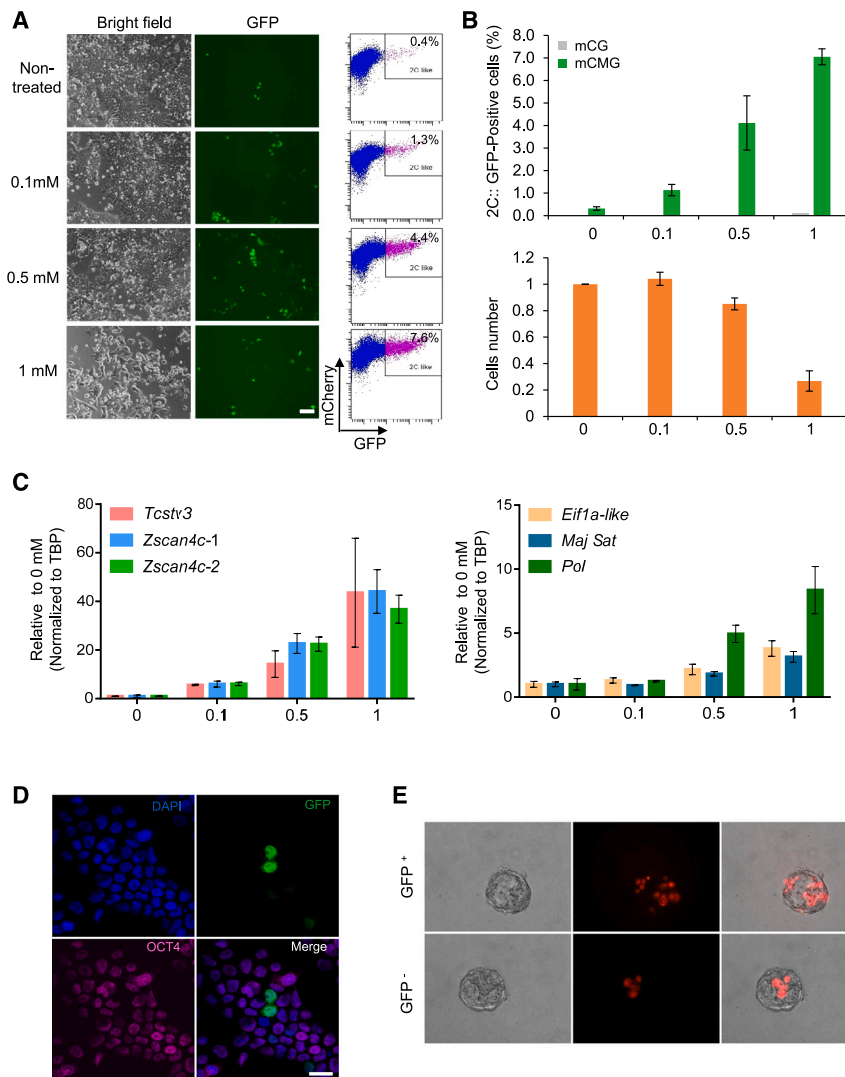 A
Bright field
GFP
Non-
treated
0.4%
2C like
0.1mM
1.3%
2C like
0.5 mM
4.4%
2C like
1 mM
7.6%
2C like
mCherry
GFP
B
2C:: GFP-Positive cells (%)
mCG
mCMG
8.0
7.0
6.0
5.0
4.0
3.0
2.0
1.0
0.0
0 0.1 0.5 1
Cells number
1.2
1
0.8
0.6
0.4
0.2
0
0 0.1 0.5 1
C
Relative to 0 mM
(Normalized to TBP)
80
60
40
20
0
Tcstv3
Zscan4c-1
Zscan4c-2
0 0.1 0.5 1
Relative to 0 mM
(Normalized to TBP)
15
10
5
0
Eif1a-like
Maj Sat
Pol
0 0.1 0.5 1
D
DAPI
GFP
OCT4
Merge
E
GFP +
GFP -